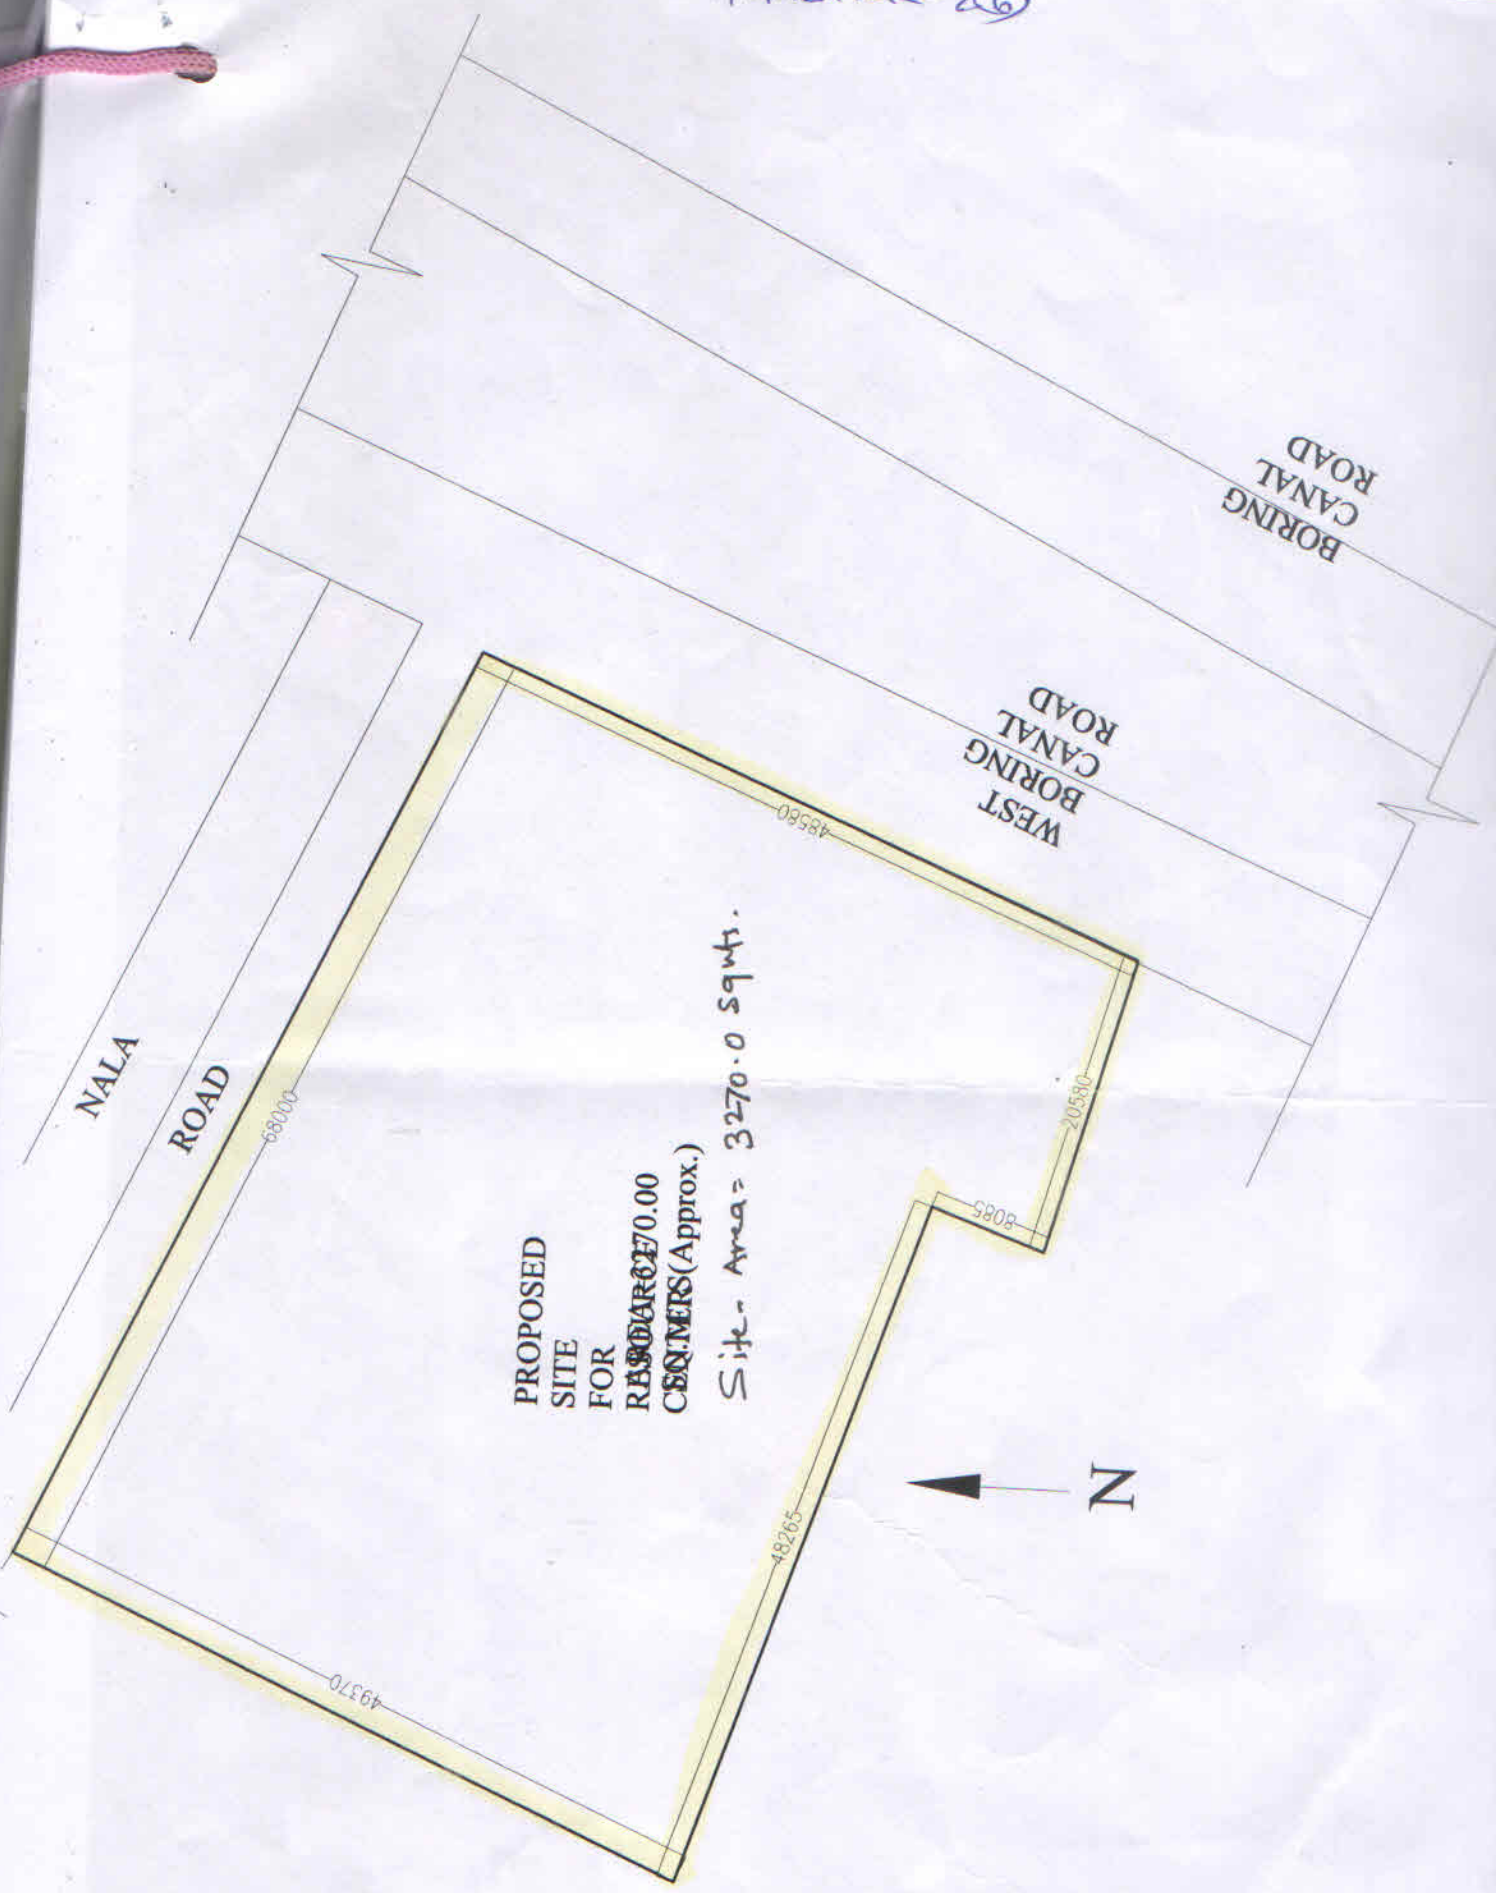 NALA
ROAD
68000
48580
WEST
BORING
CANAL
ROAD
BORING
CANAL
ROAD
PROPOSED
SITE
FOR
Site - Area = 3270.0 sqmts.
(Approx.)
20580
8085
48265
49370
N